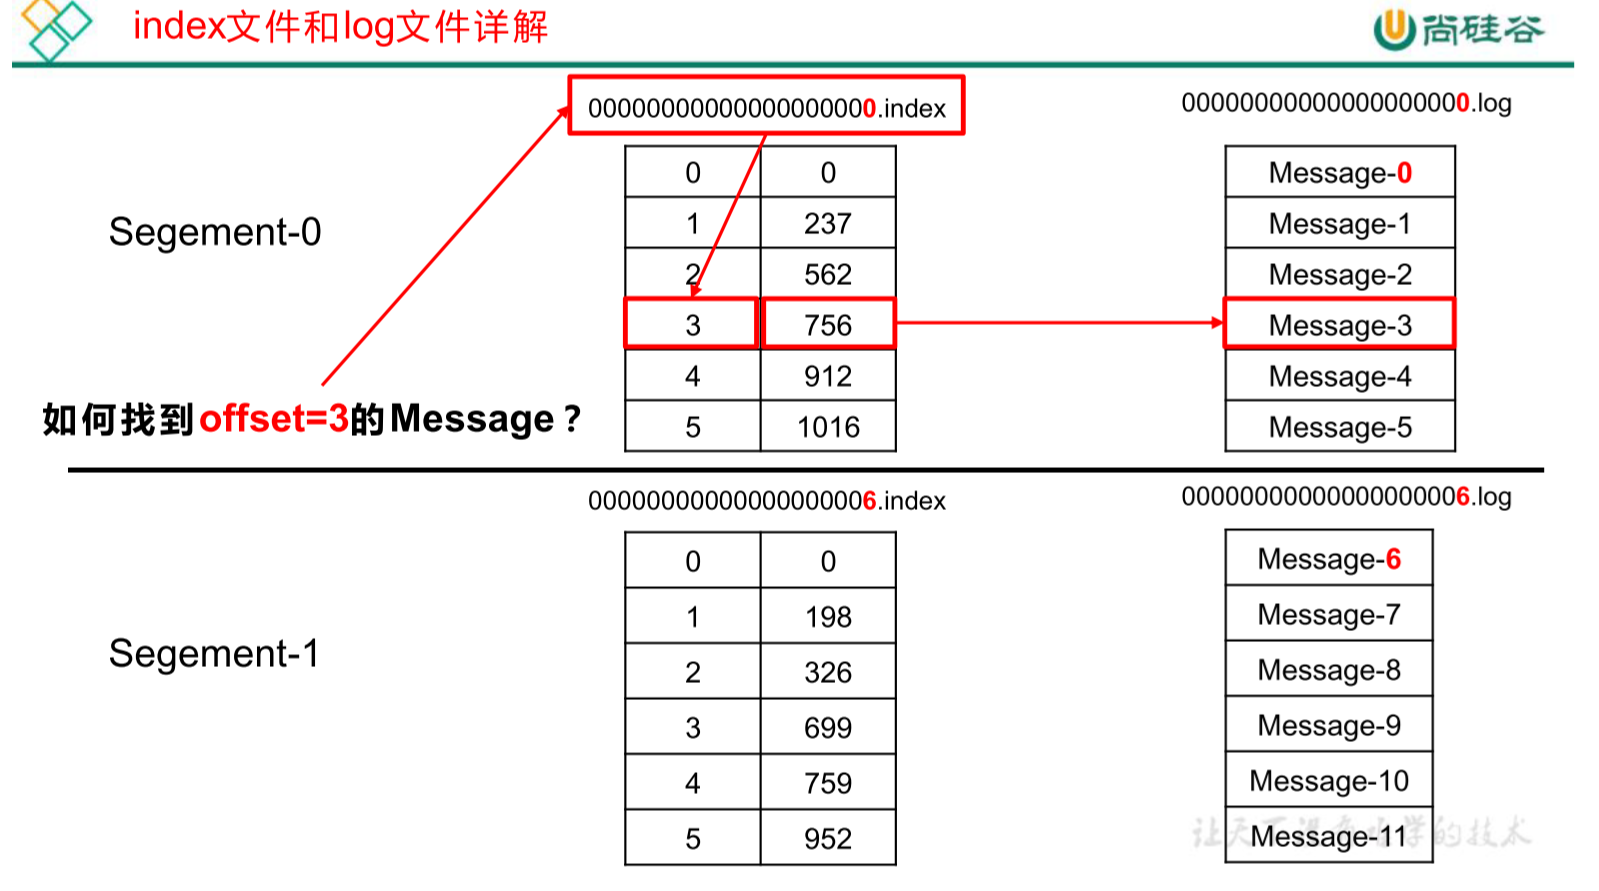 index文件和log文件详解
尚硅谷
00000000000000000000.index
00000000000000000000.log
Segement-0
0 0
1 237
2 562
3 756
4 912
5 1016
Message-0
Message-1
Message-2
Message-3
Message-4
Message-5
如何找到offset=3的Message？
00000000000000000006.index
00000000000000000006.log
Segement-1
0 0
1 198
2 326
3 699
4 759
5 952
Message-6
Message-7
Message-8
Message-9
Message-10
Message-11
让天下没有难学的技术